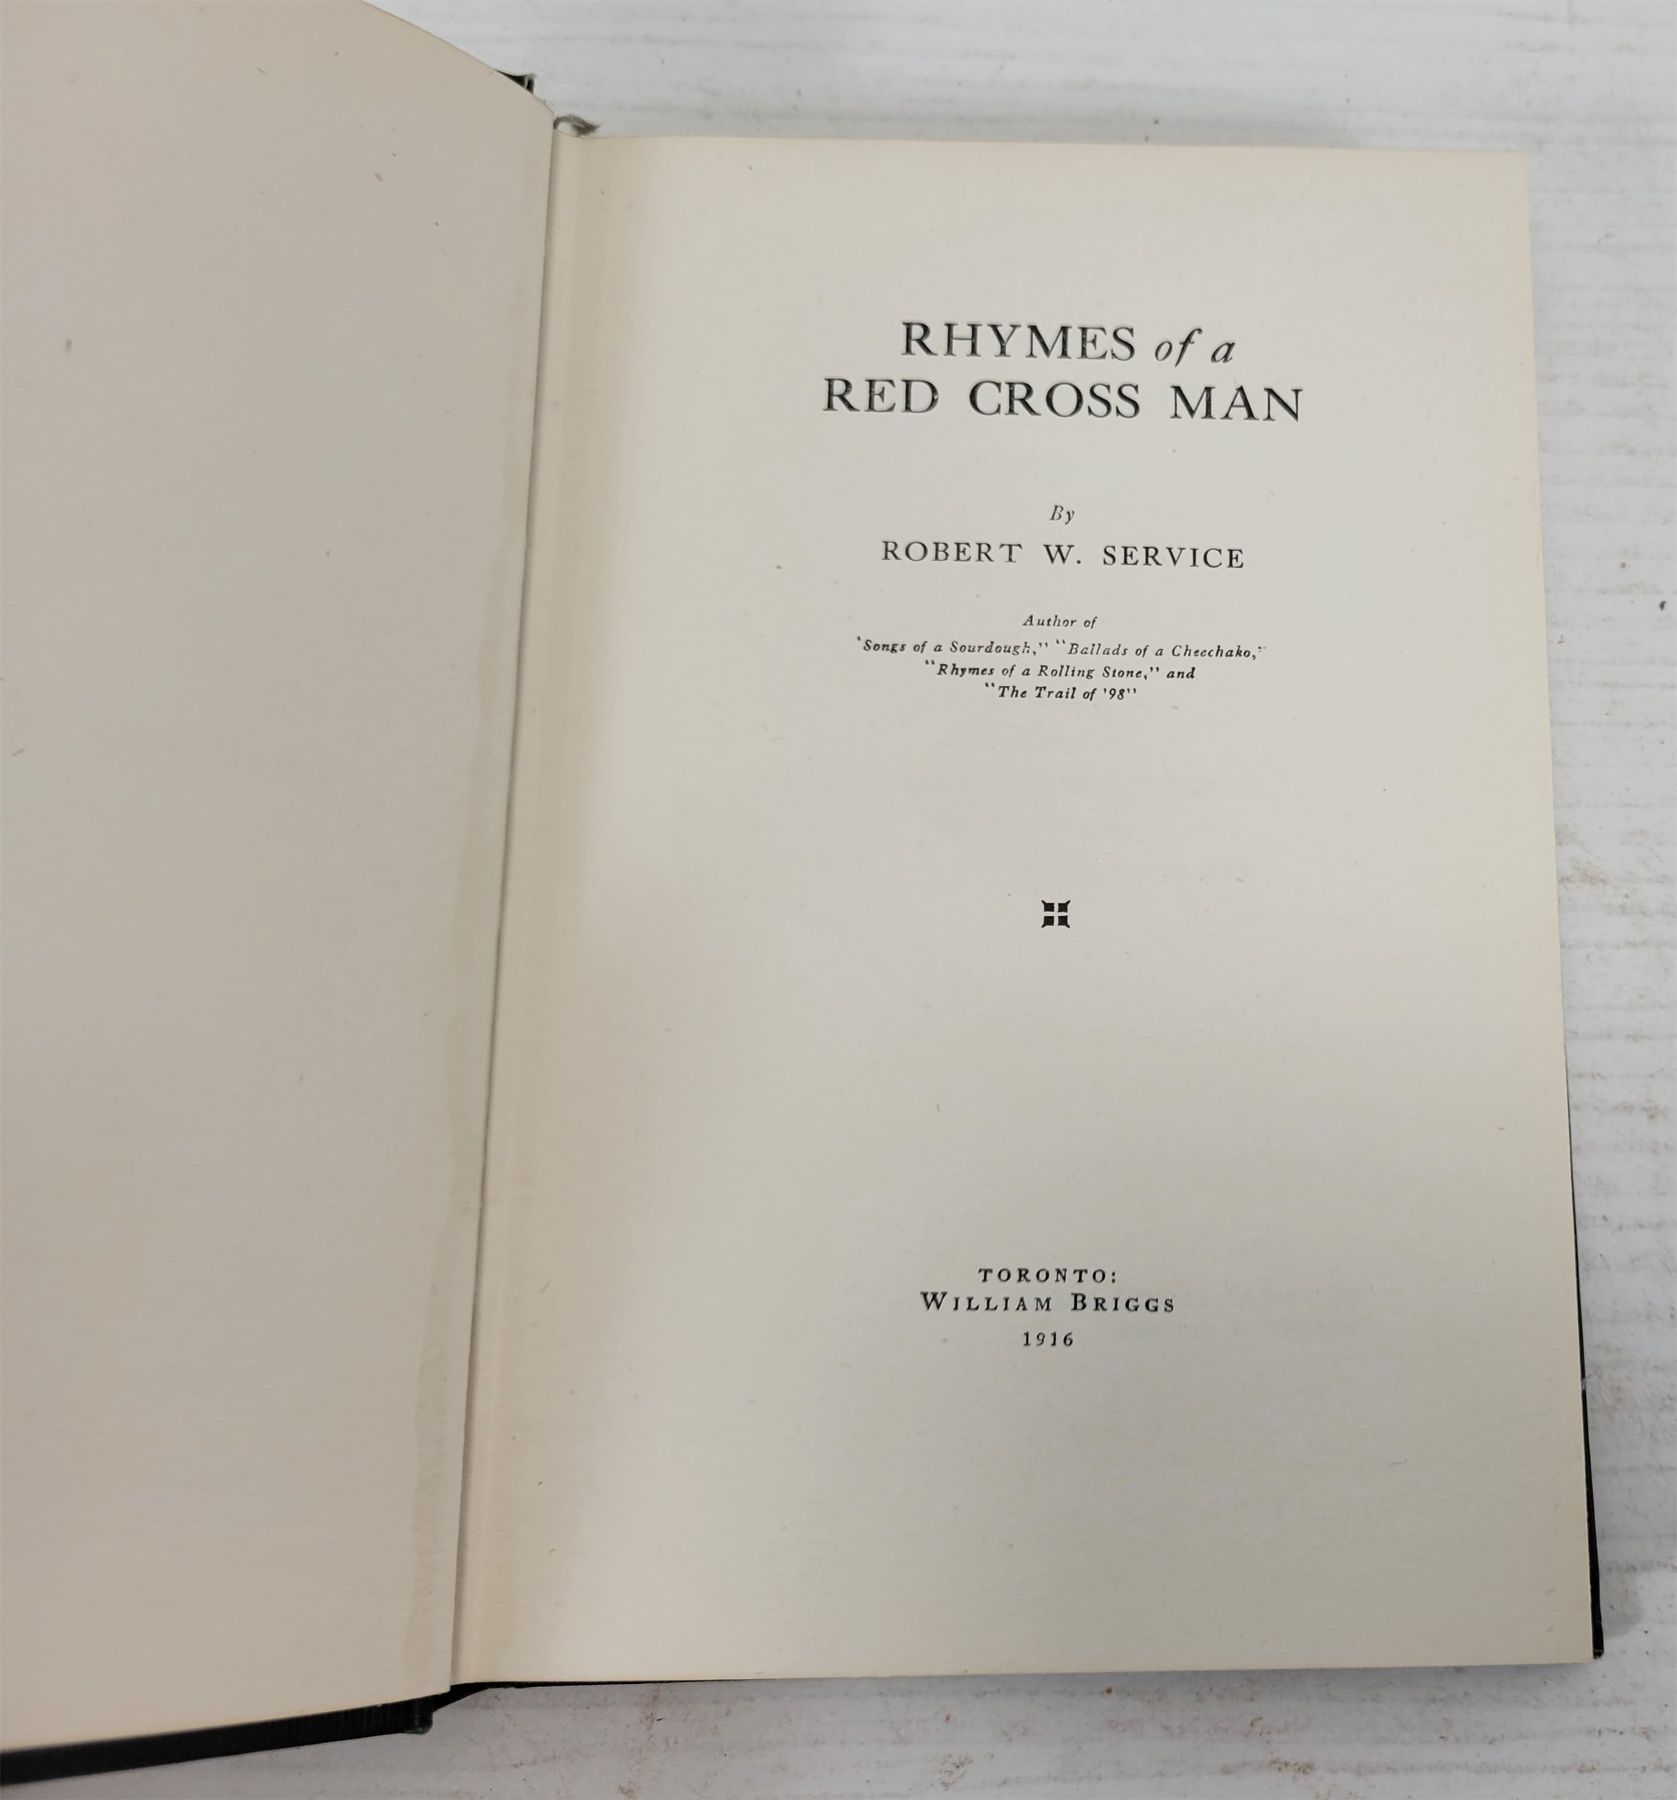 RHYMES of a
RED CROSS MAN
By
ROBERT W. SERVICE
Author of
'Songs of a Sourdough,'' "Ballads of a Cheechako,"
"Rhymes of a Rolling Stone," and
"The Trail of '98"
TORONTO:
WILLIAM BRIGGS
1916